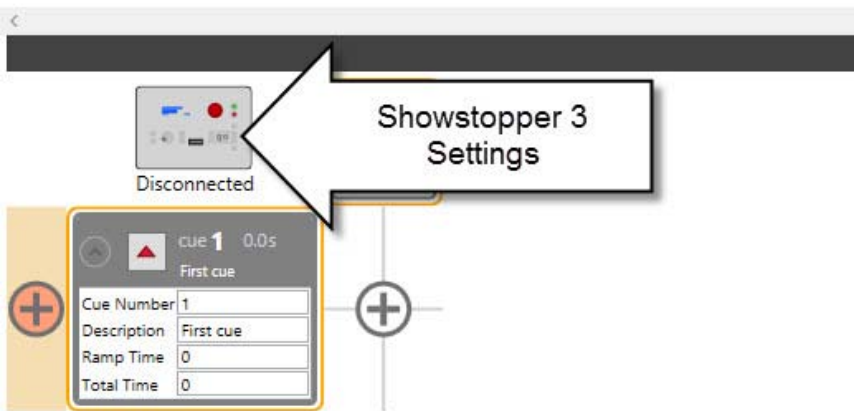 Showstopper 3
Settings
Disconnected
cue 1 0.0s
First cue
Cue Number 1
Description First cue
Ramp Time 0
Total Time 0